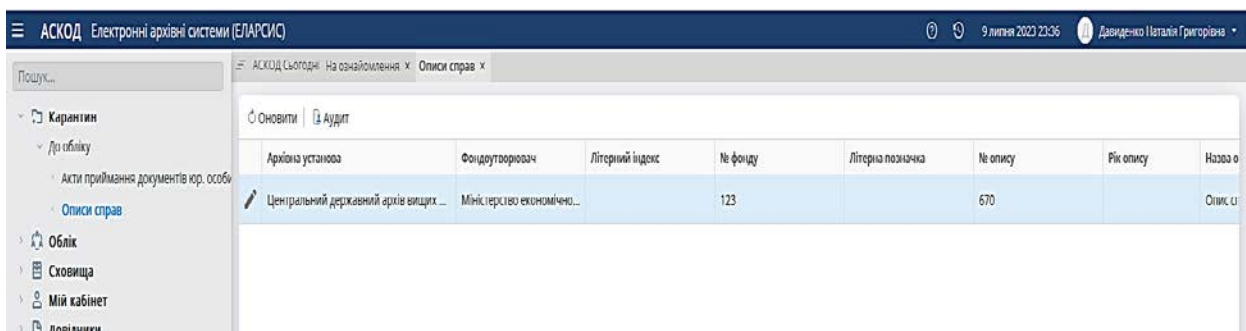 АСКОД Електронні архівні системи (ЕЛАРСИС) 9 липня 2023 23:36 Д Давиденко Наталія Григорівна
Пошук...
АСКОД Сьогодні На ознайомлення × Описи справ ×
Карантин
До обліку
Акти приймання документів юр. особи
Описи справ
Облік
Сховища
Мій кабінет
Довідники
Оновити Аудит
Архівна установа Фондоутворювач Літерний індекс № фонду Літерна позначка № опису Рік опису Назва о
Центральний державний архів вищих ... Міністерство економічно... 123 670 Опис сп